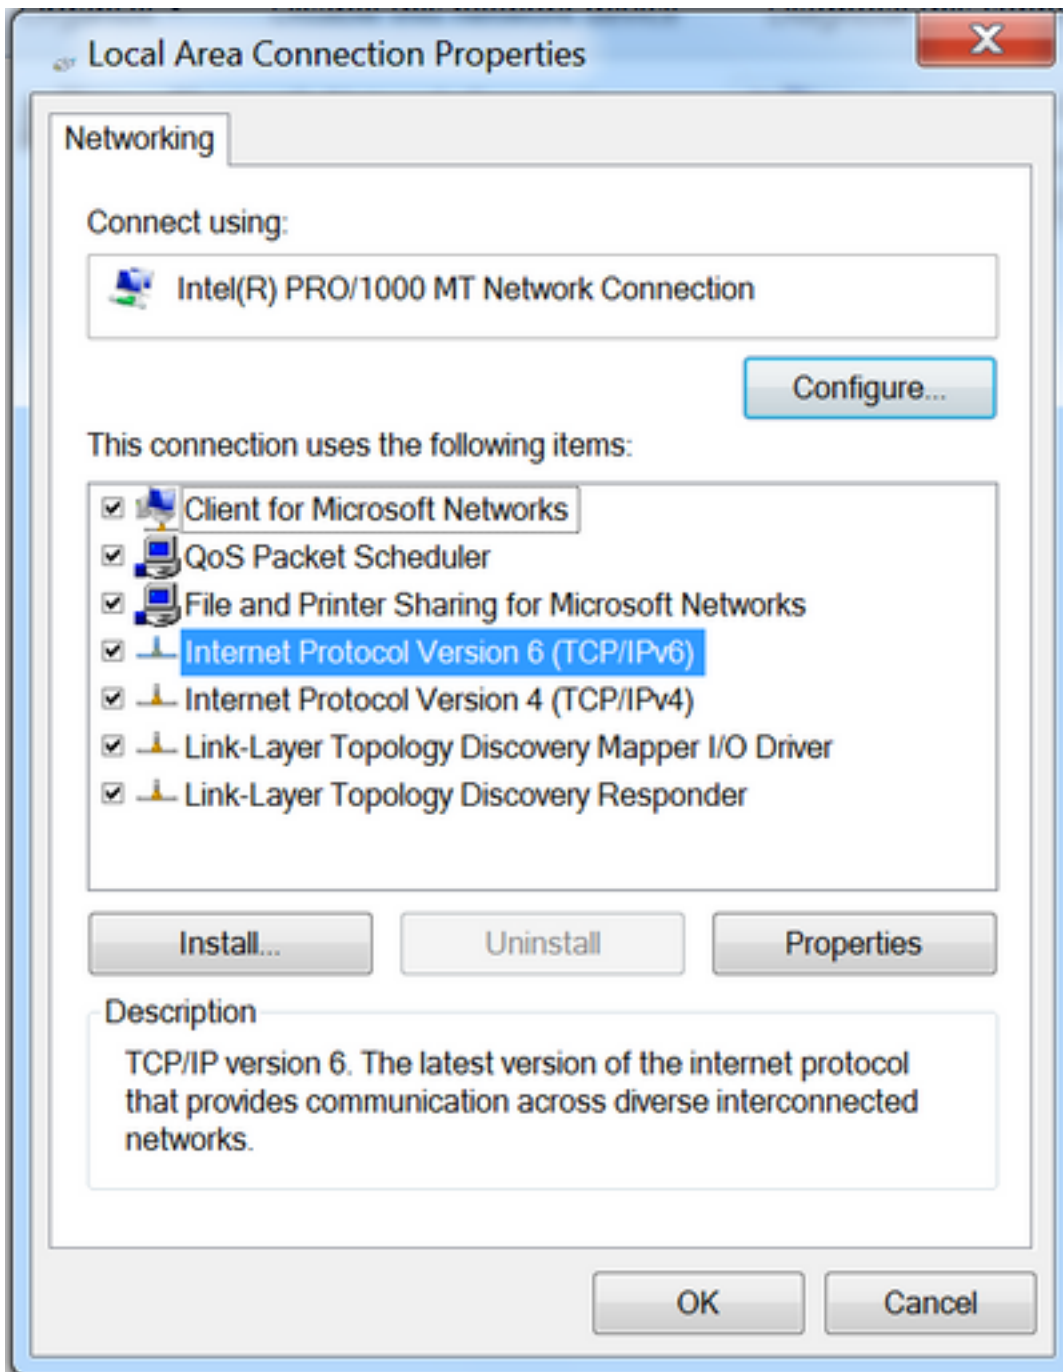 Local Area Connection Properties
Networking
Connect using:
Intel(R) PRO/1000 MT Network Connection
Configure...
This connection uses the following items:
Client for Microsoft Networks
QoS Packet Scheduler
File and Printer Sharing for Microsoft Networks
Internet Protocol Version 6 (TCP/IPv6)
Internet Protocol Version 4 (TCP/IPv4)
Link-Layer Topology Discovery Mapper I/O Driver
Link-Layer Topology Discovery Responder
Install...
Uninstall
Properties
Description
TCP/IP version 6. The latest version of the internet protocol
that provides communication across diverse interconnected
networks.
OK
Cancel